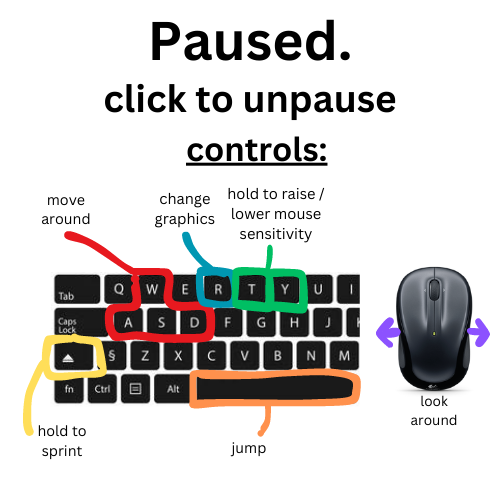 Paused.
click to unpause
controls:
move
around
change
graphics
hold to raise /
lower mouse
sensitivity
Tab
Q W E R T Y U I
Caps
Lock
A S D F G H J
§ Z X C V B N M
fn Ctrl Alt
look
around
hold to
sprint
jump